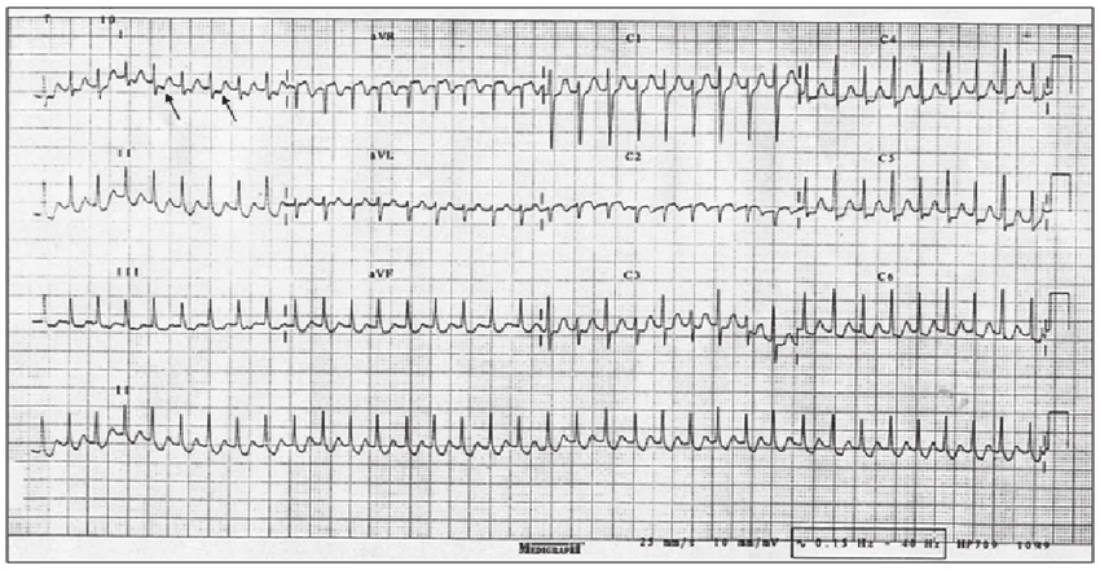 I aVR C1 C4
II aVL C2 C5
III aVF C3 C6
II
MEDIGRAPH 25 mm/s 10 mm/mV ∿ 0.15 Hz - 40 Hz HP709